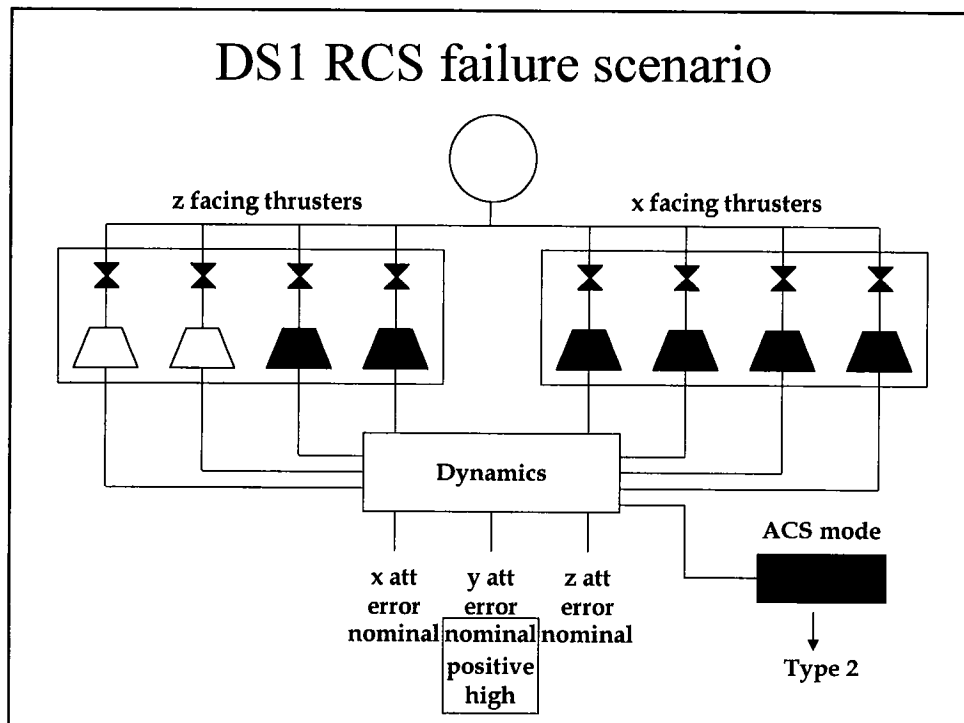 DS1 RCS failure scenario
z facing thrusters
x facing thrusters
Dynamics
ACS mode
x att
error
nominal
y att
error
nominal
positive
high
z att
error
nominal
Type 2